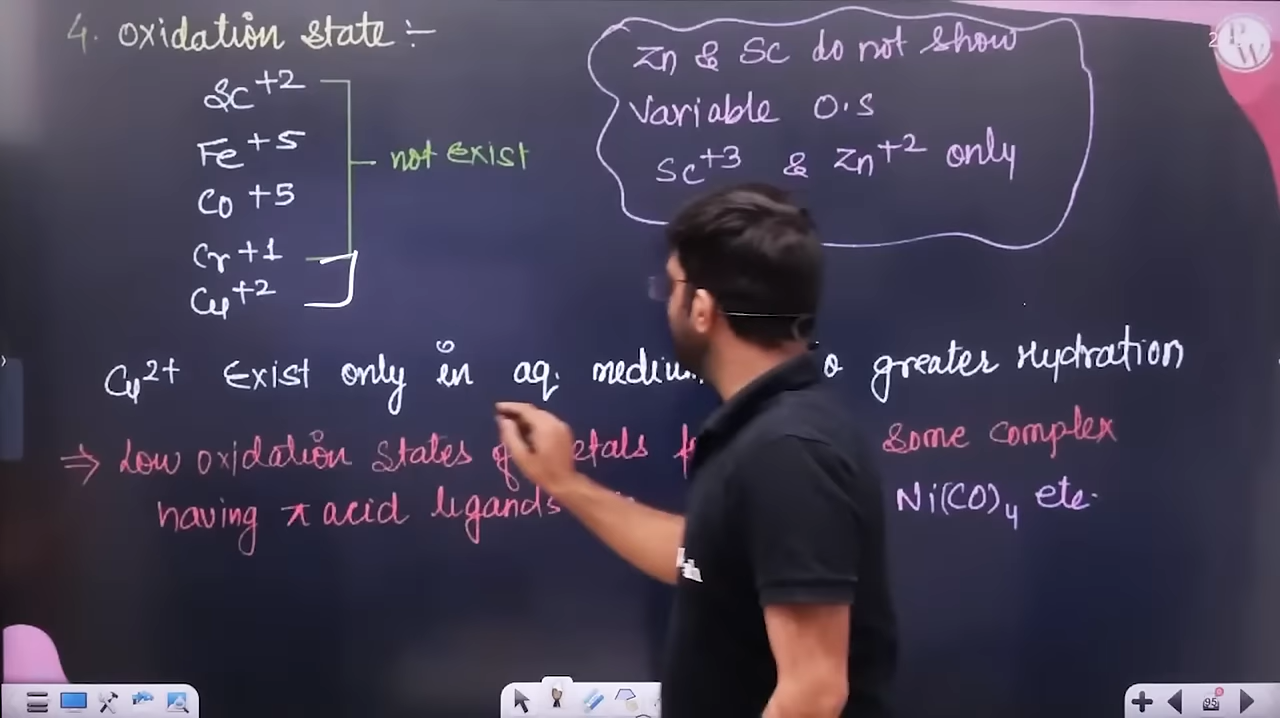 4. Oxidation State :-
Sc+2
Fe+5
Co+5
Cr+1
Cu+2
not exist
Zn & Sc do not show
Variable O.S
Sc+3 & Zn+2 only
Cu2+ Exist only in aq. greater Hydration
⇒ Low oxidation states some complex
having π acid ligands Ni(CO)4 etc.
PW
95